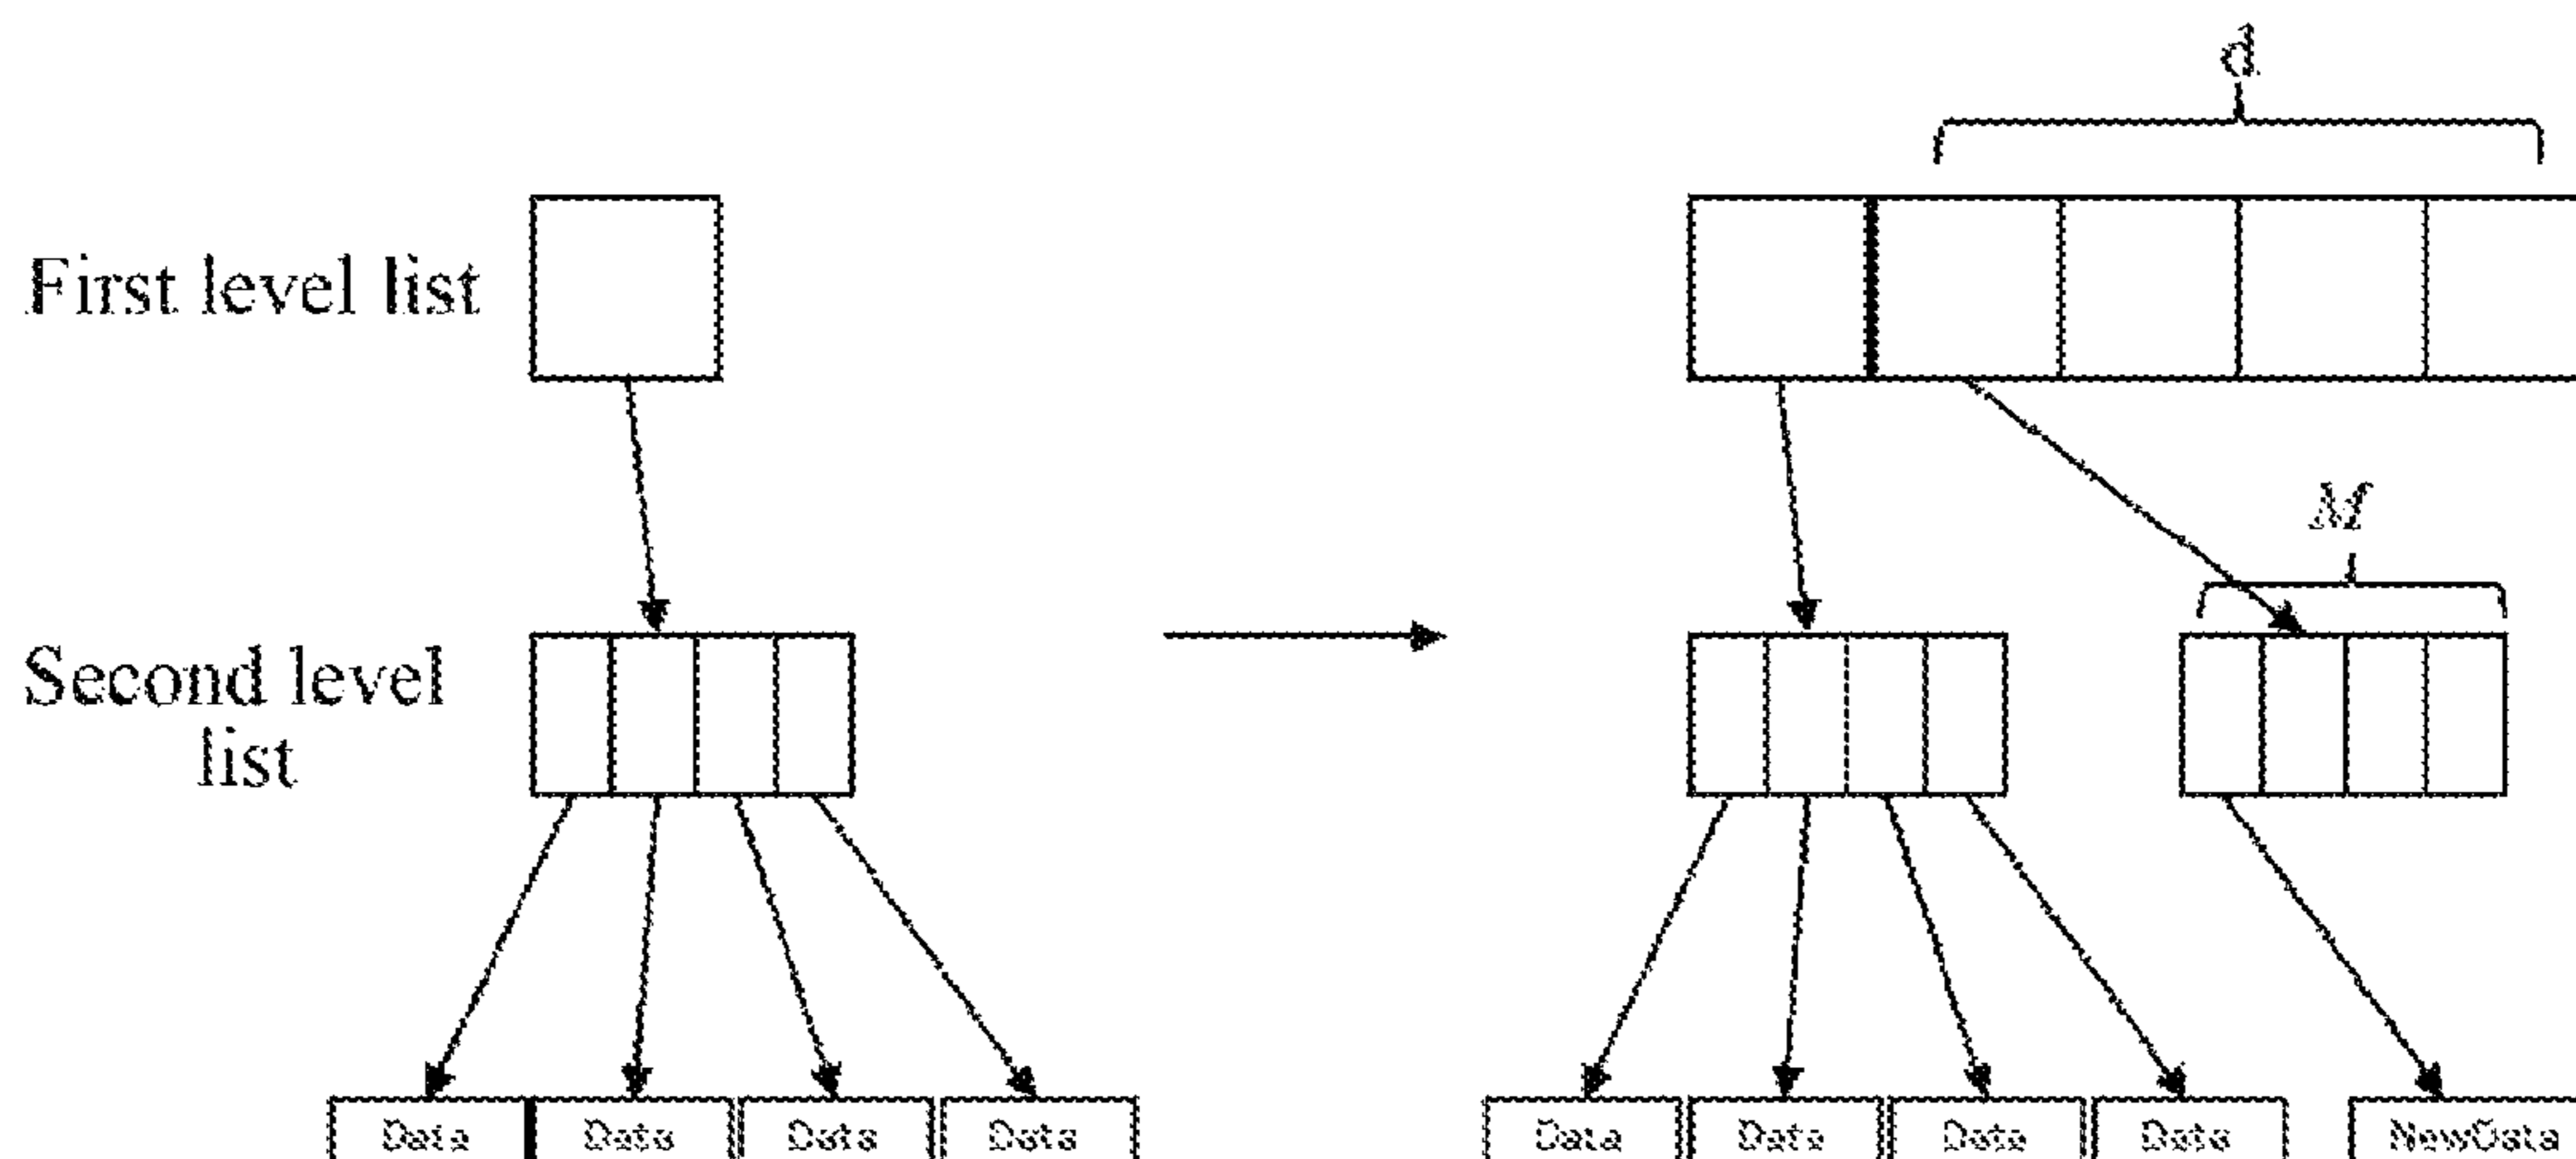 d
First level list
M
Second level
list
Data Data Data Data Data Data Data Data NewData